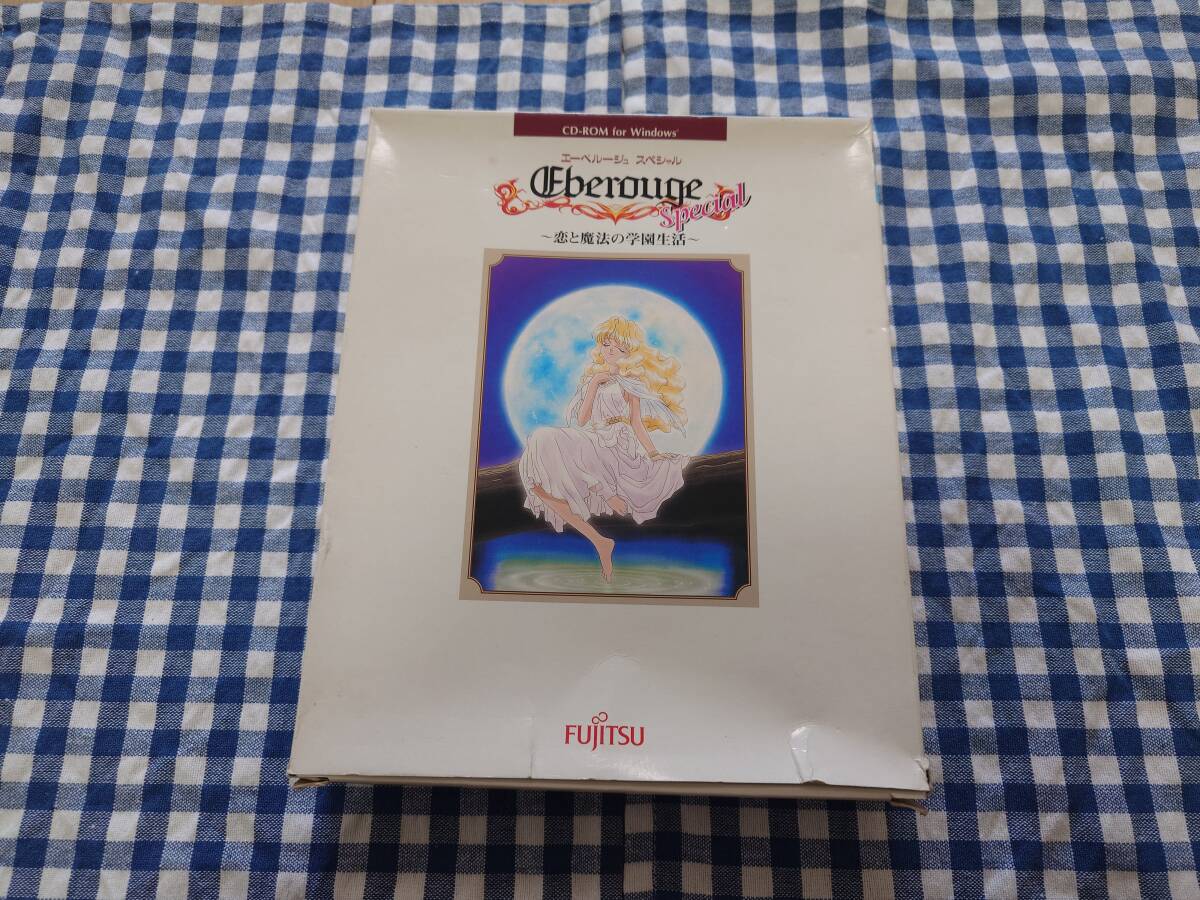 CD-ROM for Windows®
エーベルージュ スペシャル
Eberouge
Special
～恋と魔法の学園生活～
FUJITSU